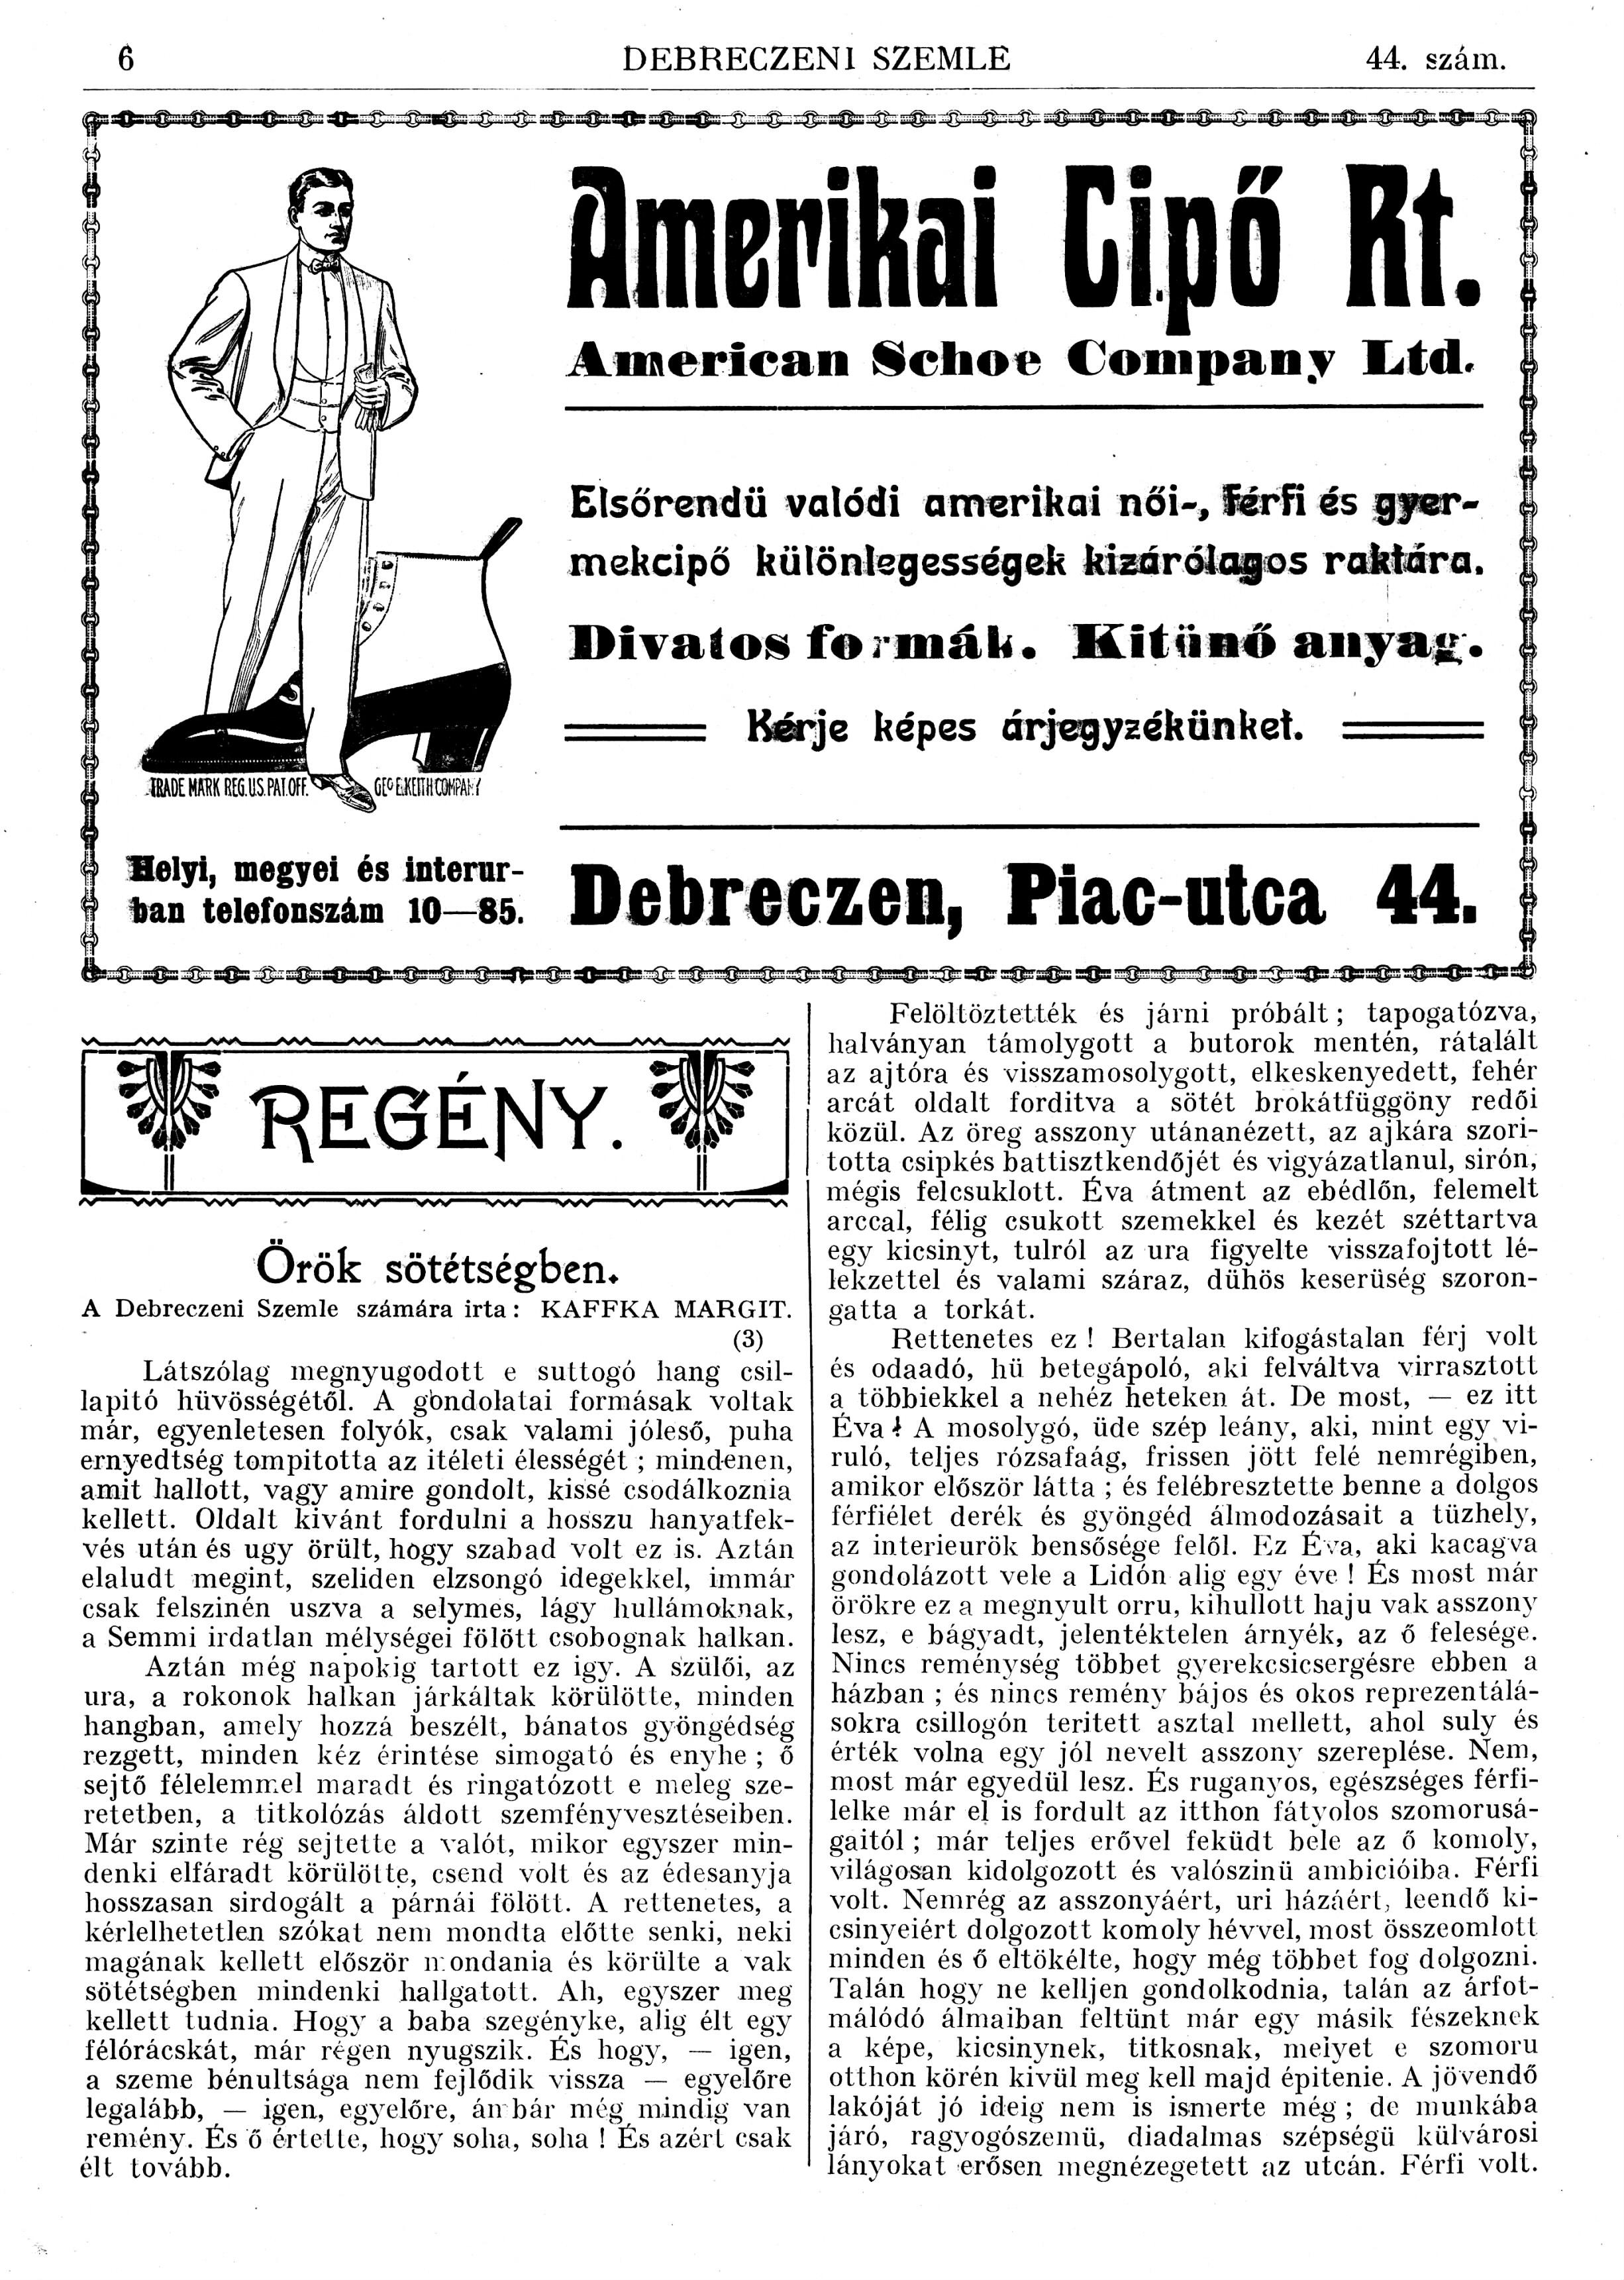 6
DEBRECZENI SZEMLE
44. szám.
Amerikai Cipő Rt.
American Schoe Company Ltd.
Elsőrendü valódi amerikai női-, férfi és gyer-
mekcipő különlegességek kizárólagos raktára.
Divatos formák. Kitünő anyag.
Kérje képes árjegyzékünket.
TRADE MARK REG. U.S. PAT. OFF. GEO E. KEITH COMPANY
Helyi, megyei és interur-
ban telefonszám 10—85.
Debreczen, Piac-utca 44.
REGÉNY.
Örök sötétségben.
A Debreczeni Szemle számára irta: KAFFKA MARGIT.
(3)
Látszólag megnyugodott e suttogó hang csil-
lapitó hüvösségétől. A gondolatai formásak voltak
már, egyenletesen folyók, csak valami jóleső, puha
ernyedtség tompitotta az itéleti élességét ; mindenen,
amit hallott, vagy amire gondolt, kissé csodálkoznia
kellett. Oldalt kivánt fordulni a hosszu hanyatfek-
vés után és ugy örült, hogy szabad volt ez is. Aztán
elaludt megint, szeliden elzsongó idegekkel, immár
csak felszinén uszva a selymes, lágy hullámoknak,
a Semmi irdatlan mélységei fölött csobognak halkan.
Aztán még napokig tartott ez igy. A szülői, az
ura, a rokonok halkan járkáltak körülötte, minden
hangban, amely hozzá beszélt, bánatos gyöngédség
rezgett, minden kéz érintése simogató és enyhe ; ő
sejtő félelemmel maradt és ringatózott e meleg sze-
retetben, a titkolózás áldott szemfényvesztéseiben.
Már szinte rég sejtette a valót, mikor egyszer min-
denki elfáradt körülötte, csend volt és az édesanyja
hosszasan sirdogált a párnái fölött. A rettenetes, a
kérlelhetetlen szókat nem mondta előtte senki, neki
magának kellett először mondania és körülte a vak
sötétségben mindenki hallgatott. Ah, egyszer meg
kellett tudnia. Hogy a baba szegényke, alig élt egy
félórácskát, már régen nyugszik. És hogy, — igen,
a szeme bénultsága nem fejlődik vissza — egyelőre
legalább, — igen, egyelőre, ámbár még mindig van
remény. És ő értette, hogy soha, soha ! És azért csak
élt tovább.
Felöltöztették és járni próbált ; tapogatózva,
halványan támolygott a butorok mentén, rátalált
az ajtóra és visszamosolygott, elkeskenyedett, fehér
arcát oldalt forditva a sötét brokátfüggöny redői
közül. Az öreg asszony utánanézett, az ajkára szori-
totta csipkés battisztkendőjét és vigyázatlanul, sirón,
mégis felcsuklott. Éva átment az ebédlőn, felemelt
arccal, félig csukott szemekkel és kezét széttartva
egy kicsinyt, tulról az ura figyelte visszafojtott lé-
lekzettel és valami száraz, dühös keserüség szoron-
gatta a torkát.
Rettenetes ez ! Bertalan kifogástalan férj volt
és odaadó, hü betegápoló, aki felváltva virrasztott
a többiekkel a nehéz heteken át. De most, — ez itt
Éva ? A mosolygó, üde szép leány, aki, mint egy vi-
ruló, teljes rózsafaág, frissen jött felé nemrégiben,
amikor először látta ; és felébresztette benne a dolgos
férfiélet derék és gyöngéd álmodozásait a tüzhely,
az interieurök bensősége felől. Ez Éva, aki kacagva
gondolázott vele a Lidón alig egy éve ! És most már
örökre ez a megnyult orru, kihullott haju vak asszony
lesz, e bágyadt, jelentéktelen árnyék, az ő felesége.
Nincs reménység többet gyerekcsicsergésre ebben a
házban ; és nincs remény bájos és okos reprezentálá-
sokra csillogón teritett asztal mellett, ahol suly és
érték volna egy jól nevelt asszony szereplése. Nem,
most már egyedül lesz. És ruganyos, egészséges férfi-
lelke már el is fordult az itthon fátyolos szomorusá-
gaitól ; már teljes erővel feküdt bele az ő komoly,
világosan kidolgozott és valószinü ambicióiba. Férfi
volt. Nemrég az asszonyáért, uri házáért, leendő ki-
csinyeiért dolgozott komoly hévvel, most összeomlott
minden és ő eltökélte, hogy még többet fog dolgozni.
Talán hogy ne kelljen gondolkodnia, talán az árfot-
málódó álmaiban feltünt már egy másik fészeknek
a képe, kicsinynek, titkosnak, melyet e szomoru
otthon körén kivül meg kell majd épitenie. A jövendő
lakóját jó ideig nem is ismerte még ; de munkába
járó, ragyogószemü, diadalmas szépségü külvárosi
lányokat erősen megnézegetett az utcán. Férfi volt.